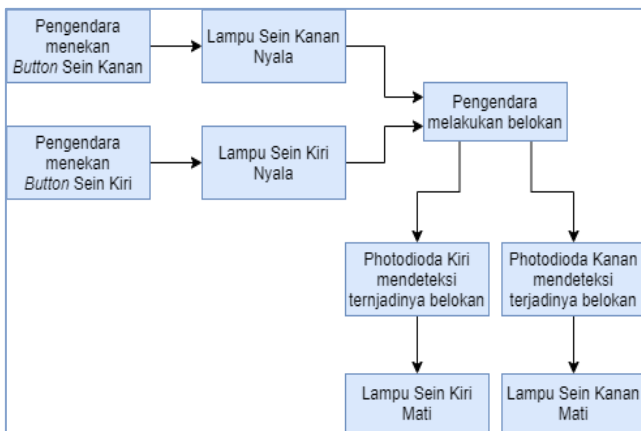 Pengendara
menekan
Button Sein Kanan
Lampu Sein Kanan
Nyala
Pengendara
menekan
Button Sein Kiri
Lampu Sein Kiri
Nyala
Pengendara
melakukan belokan
Photodioda Kiri
mendeteksi
ternjadinya belokan
Photodioda Kanan
mendeteksi
terjadinya belokan
Lampu Sein Kiri
Mati
Lampu Sein Kanan
Mati